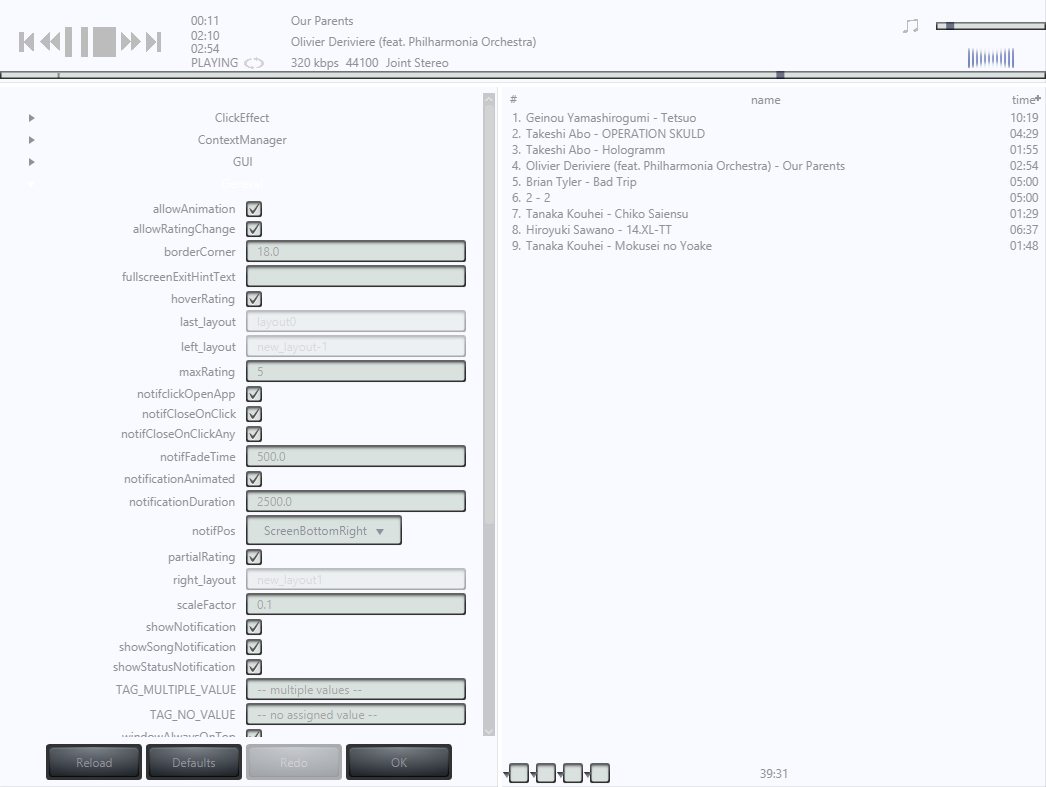 00:11
02:10
02:54
PLAYING
Our Parents
Olivier Deriviere (feat. Philharmonia Orchestra)
320 kbps 44100 Joint Stereo
ClickEffect
ContextManager
GUI
General
allowAnimation
allowRatingChange
borderCorner 18.0
fullscreenExitHintText
hoverRating
last_layout layout0
left_layout new_layout-1
maxRating 5
notifclickOpenApp
notifCloseOnClick
notifCloseOnClickAny
notifFadeTime 500.0
notificationAnimated
notificationDuration 2500.0
notifPos ScreenBottomRight
partialRating
right_layout new_layout1
scaleFactor 0.1
showNotification
showSongNotification
showStatusNotification
TAG_MULTIPLE_VALUE -- multiple values --
TAG_NO_VALUE -- no assigned value --
windowAlwaysOnTop
Reload Defaults Redo OK
# name time+
1. Geinou Yamashirogumi - Tetsuo 10:19
2. Takeshi Abo - OPERATION SKULD 04:29
3. Takeshi Abo - Hologramm 01:55
4. Olivier Deriviere (feat. Philharmonia Orchestra) - Our Parents 02:54
5. Brian Tyler - Bad Trip 05:00
6. 2 - 2 05:00
7. Tanaka Kouhei - Chiko Saiensu 01:29
8. Hiroyuki Sawano - 14.XL-TT 06:37
9. Tanaka Kouhei - Mokusei no Yoake 01:48
39:31